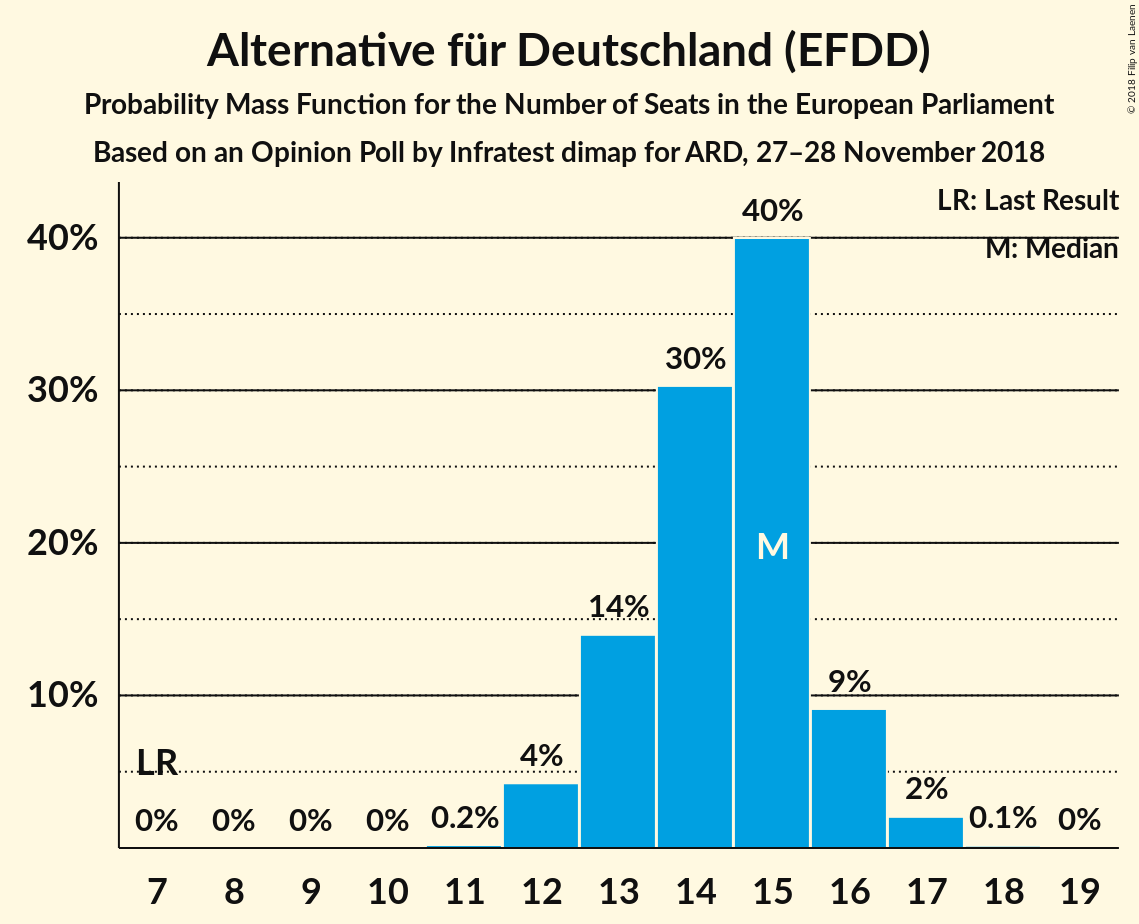 Alternative für Deutschland (EFDD)
Probability Mass Function for the Number of Seats in the European Parliament
Based on an Opinion Poll by Infratest dimap for ARD, 27–28 November 2018
© 2018 Filip van Laenen
LR: Last Result
M: Median
40%
30%
20%
10%
40%
30%
M
14%
9%
LR
4%
2%
0% 0% 0% 0% 0.2% 0.1% 0%
7 8 9 10 11 12 13 14 15 16 17 18 19